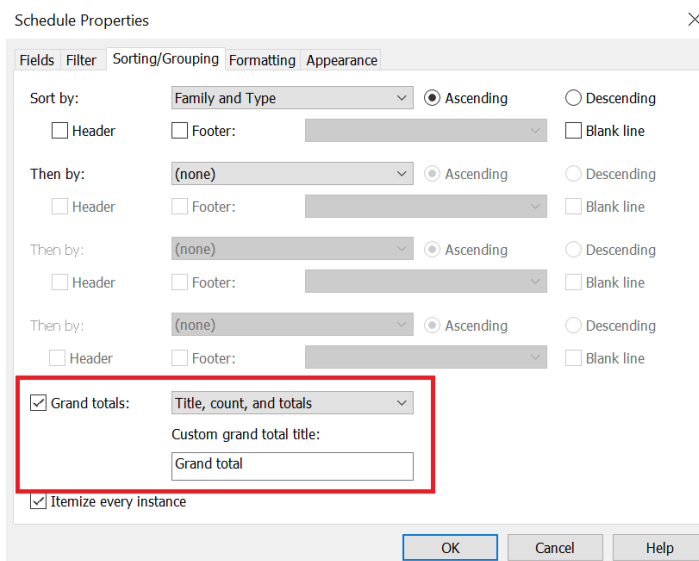 Schedule Properties
Fields Filter Sorting/Grouping Formatting Appearance
Sort by: Family and Type Ascending Descending
Header Footer: Blank line
Then by: (none) Ascending Descending
Header Footer: Blank line
Then by: (none) Ascending Descending
Header Footer: Blank line
Then by: (none) Ascending Descending
Header Footer: Blank line
Grand totals: Title, count, and totals
Custom grand total title:
Grand total
Itemize every instance
OK Cancel Help